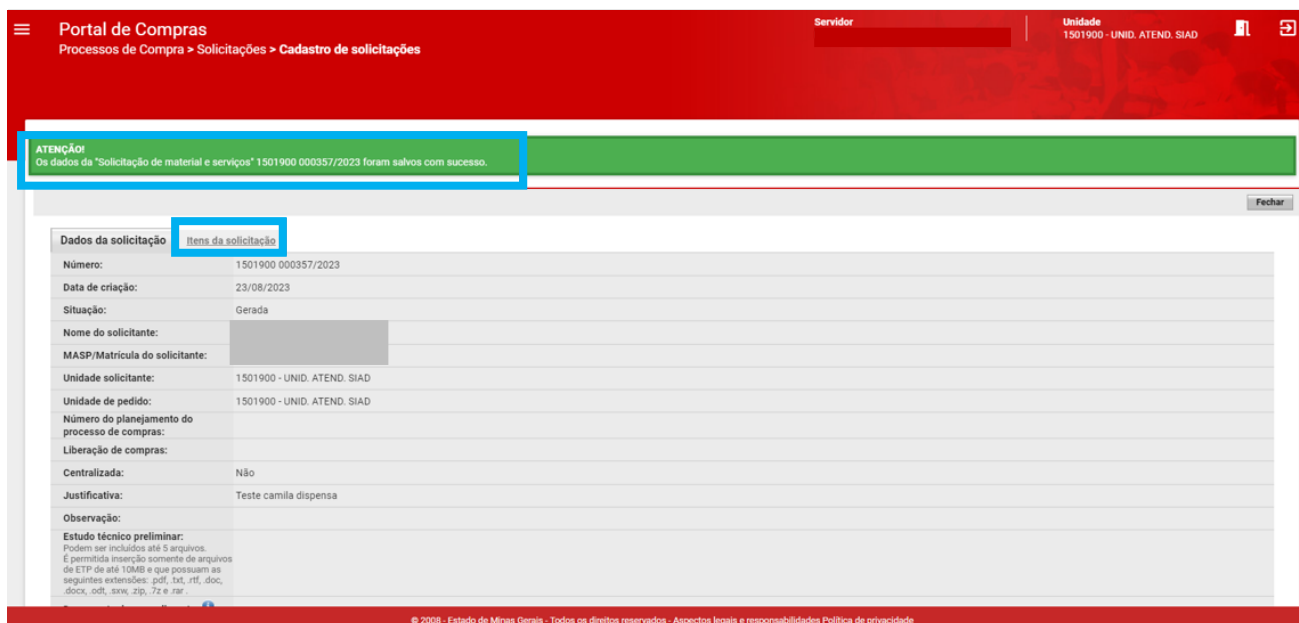 Portal de Compras
Processos de Compra > Solicitações > Cadastro de solicitações
Servidor
Unidade
1501900 - UNID. ATEND. SIAD
ATENÇÃO!
Os dados da "Solicitação de material e serviços" 1501900 000357/2023 foram salvos com sucesso.
Fechar
Dados da solicitação Itens da solicitação
Número: 1501900 000357/2023
Data de criação: 23/08/2023
Situação: Gerada
Nome do solicitante:
MASP/Matrícula do solicitante:
Unidade solicitante: 1501900 - UNID. ATEND. SIAD
Unidade de pedido: 1501900 - UNID. ATEND. SIAD
Número do planejamento do
processo de compras:
Liberação de compras:
Centralizada: Não
Justificativa: Teste camila dispensa
Observação:
Estudo técnico preliminar:
Podem ser incluídos até 5 arquivos.
É permitida inserção somente de arquivos
de ETP de até 10MB e que possuam as
seguintes extensões: .pdf, .txt, .rtf, .doc,
.docx, .odt, .sxw, .zip, .7z e .rar .
© 2008 - Estado de Minas Gerais - Todos os direitos reservados - Aspectos legais e responsabilidades Política de privacidade